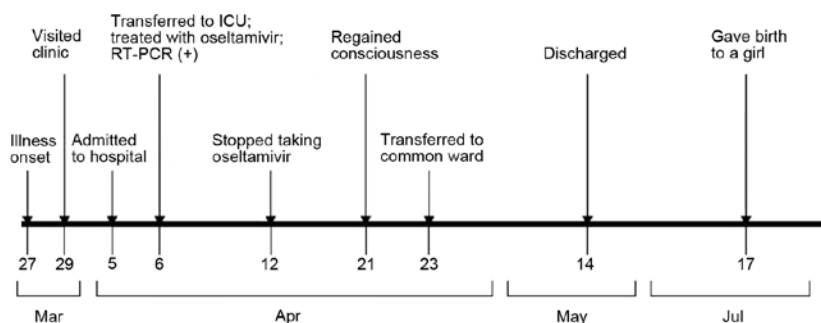 Transferred to ICU;
treated with oseltamivir;
RT-PCR (+)
Visited
clinic
Regained
consciousness
Discharged
Gave birth
to a girl
Illness
onset
Admitted
to hospital
Stopped taking
oseltamivir
Transferred to
common ward
27 29 5 6 12 21 23 14 17
Mar Apr May Jul